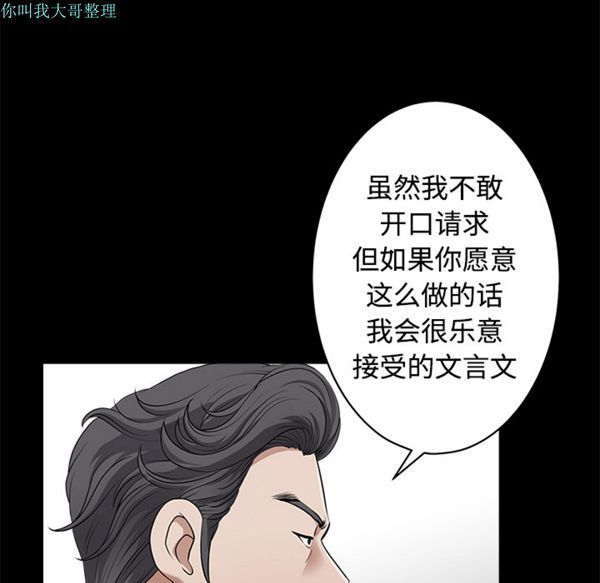 你叫我大哥整理
虽然我不敢
开口请求
但如果你愿意
这么做的话
我会很乐意
接受的文言文